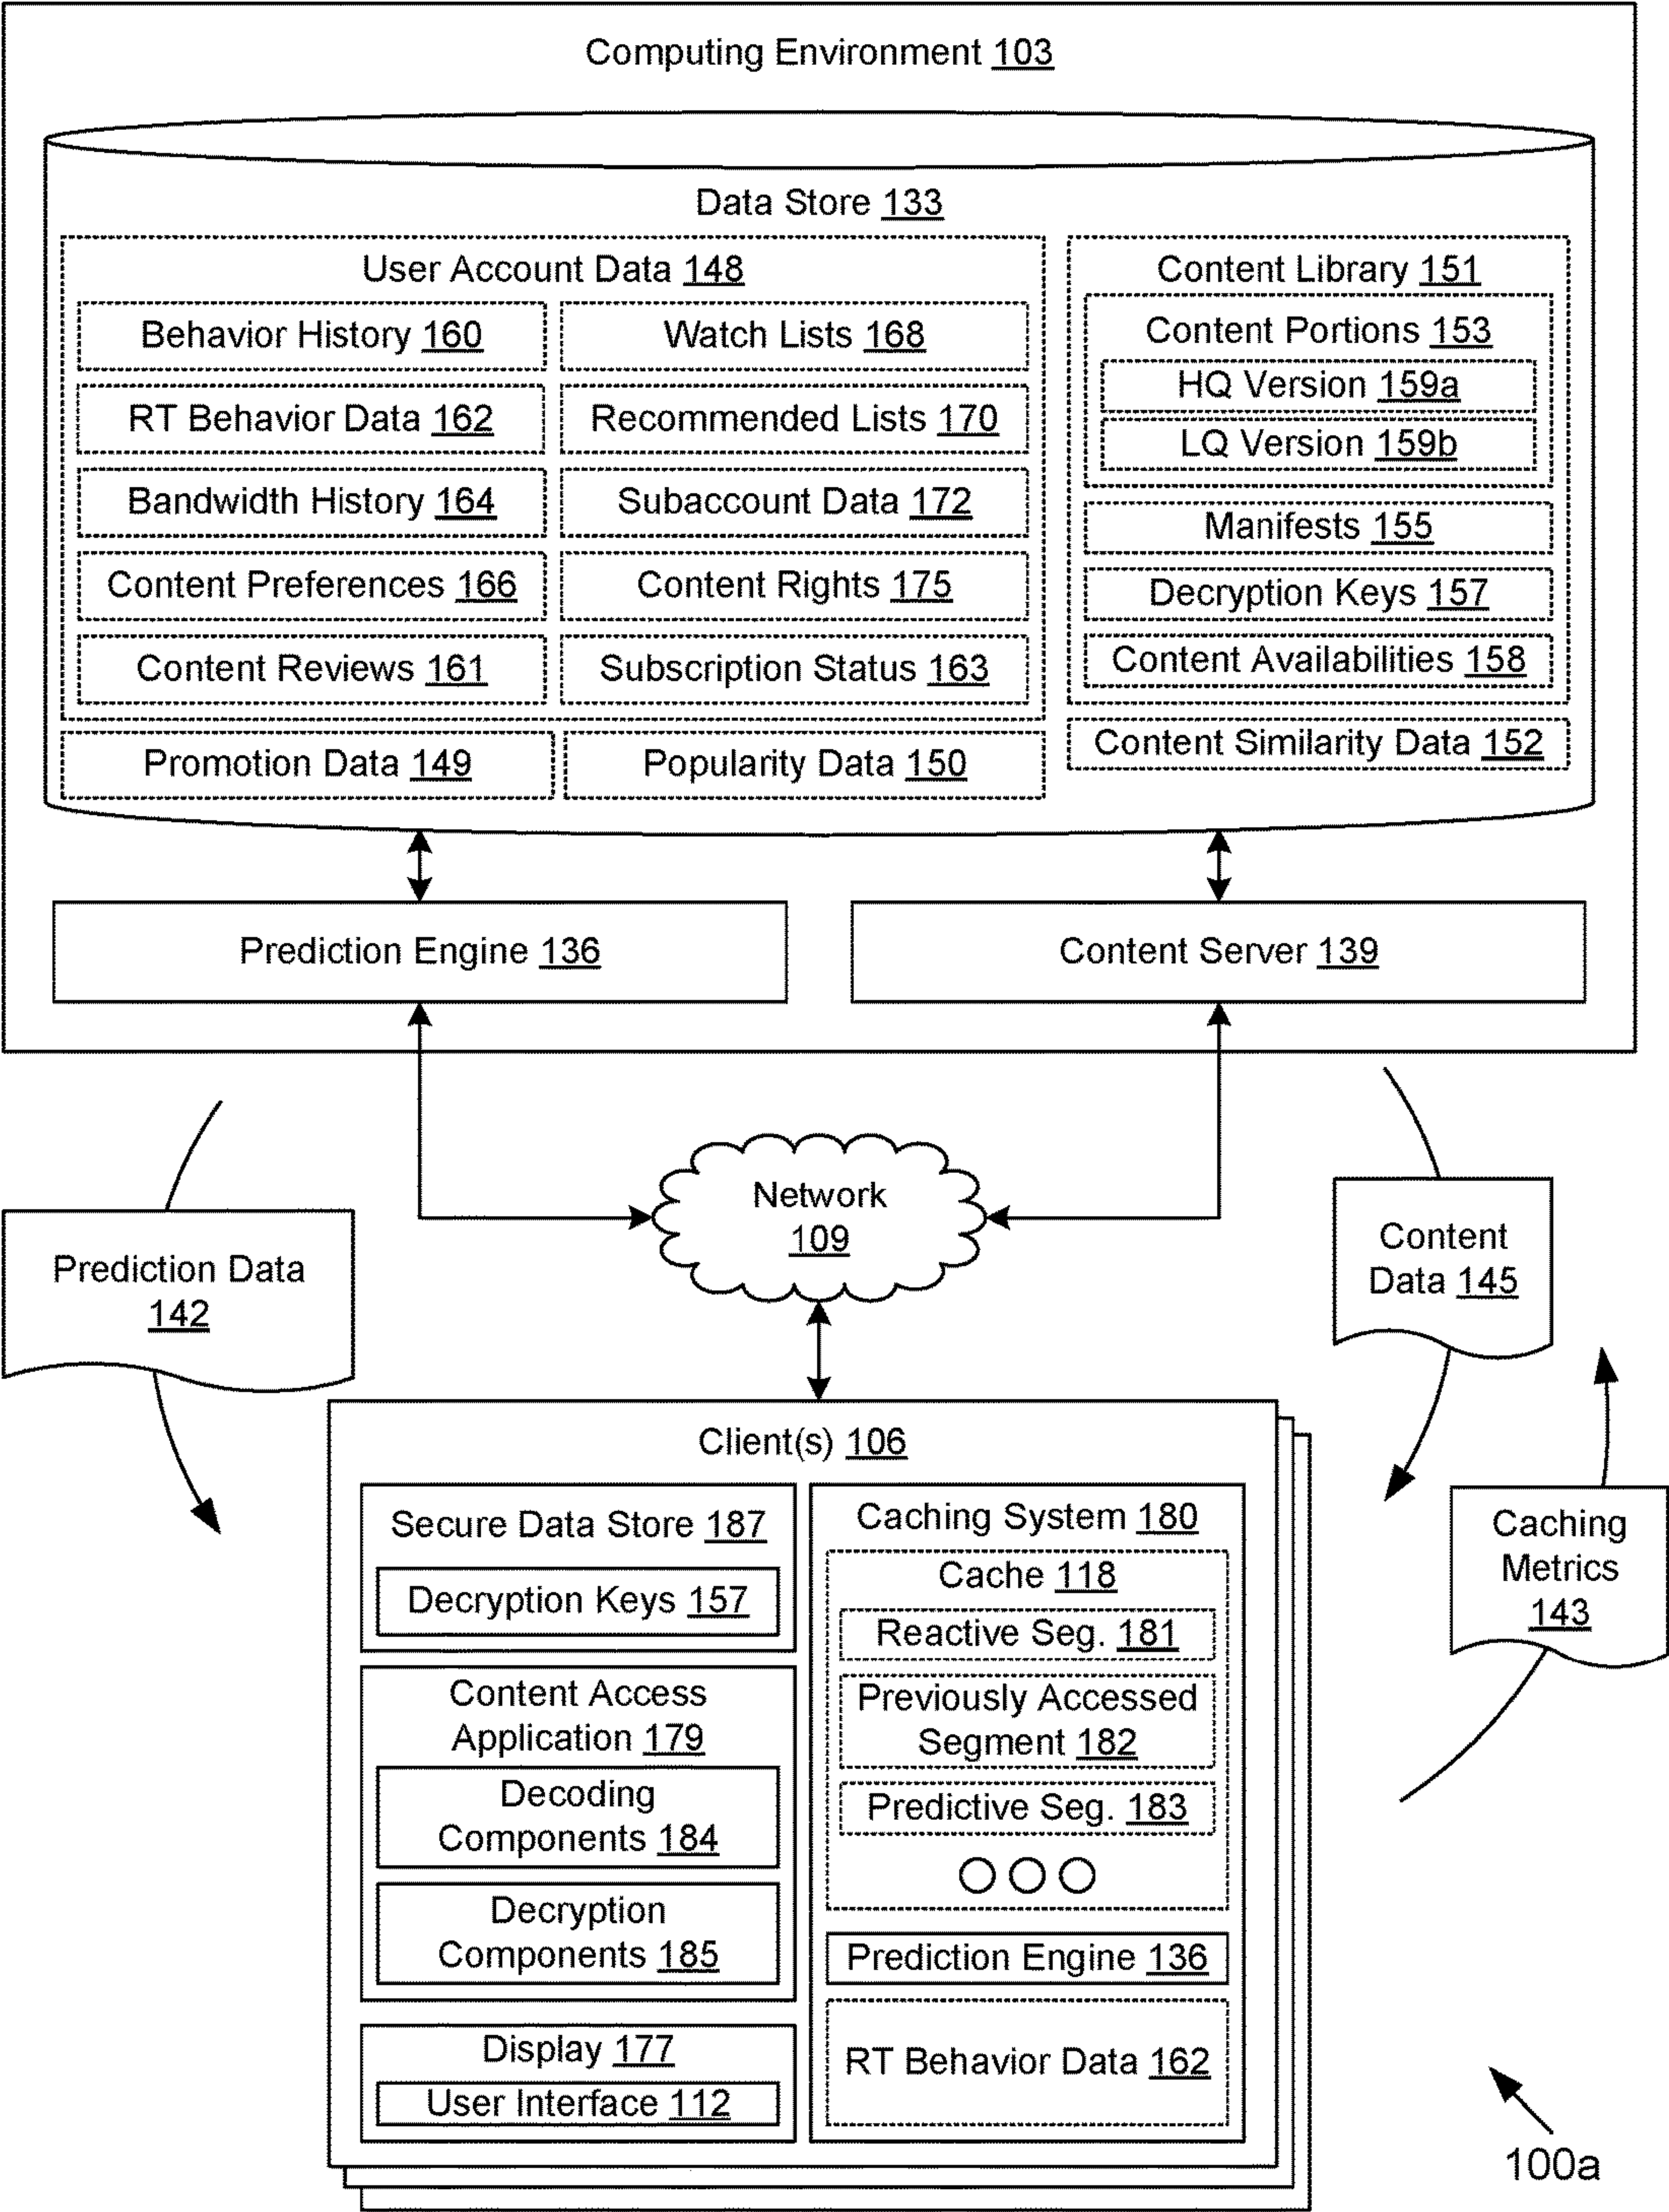 Computing Environment 103
Data Store 133
User Account Data 148
Behavior History 160
Watch Lists 168
RT Behavior Data 162
Recommended Lists 170
Bandwidth History 164
Subaccount Data 172
Content Preferences 166
Content Rights 175
Content Reviews 161
Subscription Status 163
Promotion Data 149
Popularity Data 150
Content Library 151
Content Portions 153
HQ Version 159a
LQ Version 159b
Manifests 155
Decryption Keys 157
Content Availabilities 158
Content Similarity Data 152
Prediction Engine 136
Content Server 139
Network
109
Prediction Data
142
Content
Data 145
Caching
Metrics
143
Client(s) 106
Secure Data Store 187
Decryption Keys 157
Content Access
Application 179
Decoding
Components 184
Decryption
Components 185
Display 177
User Interface 112
Caching System 180
Cache 118
Reactive Seg. 181
Previously Accessed
Segment 182
Predictive Seg. 183
Prediction Engine 136
RT Behavior Data 162
100a